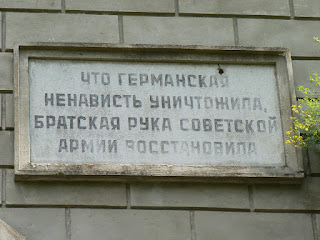 ЧТО ГЕРМАНСКАЯ
НЕНАВИСТЬ УНИЧТОЖИЛА,
БРАТСКАЯ РУКА СОВЕТСКОЙ
АРМИИ ВОССТАНОВИЛА